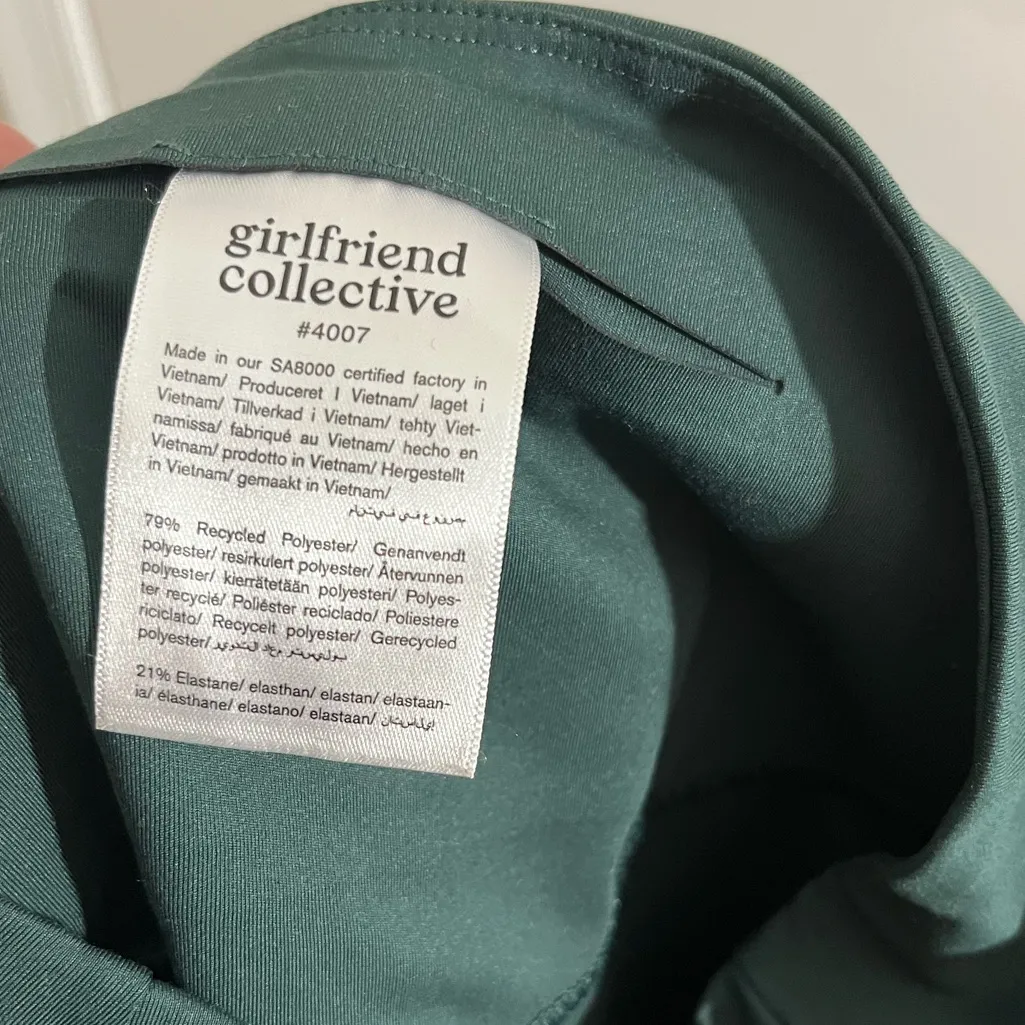 girlfriend
collective
#4007
Made in our SA8000 certified factory in
Vietnam/ Produceret I Vietnam/ laget i
Vietnam/ Tillverkad i Vietnam/ tehty Viet-
namissa/ fabriqué au Vietnam/ hecho en
Vietnam/ prodotto in Vietnam/ Hergestellt
in Vietnam/ gemaakt in Vietnam/
79% Recycled Polyester/ Genanvendt
polyester/ resirkulert polyester/ Återvunnen
polyester/ kierrätetään polyesteri/ Polyes-
ter recyclé/ Poliéster reciclado/ Poliestere
riciclato/ Recycelt polyester/ Gerecycled
polyester/
21% Elastane/ elasthan/ elastan/ elastaan-
ia/ élasthane/ elastano/ elastaan/